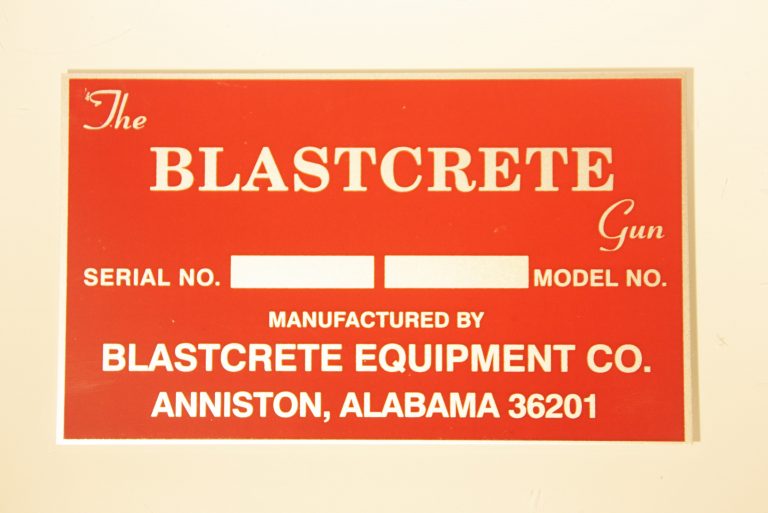 The
BLASTCRETE
Gun
SERIAL NO. MODEL NO.
MANUFACTURED BY
BLASTCRETE EQUIPMENT CO.
ANNISTON, ALABAMA 36201